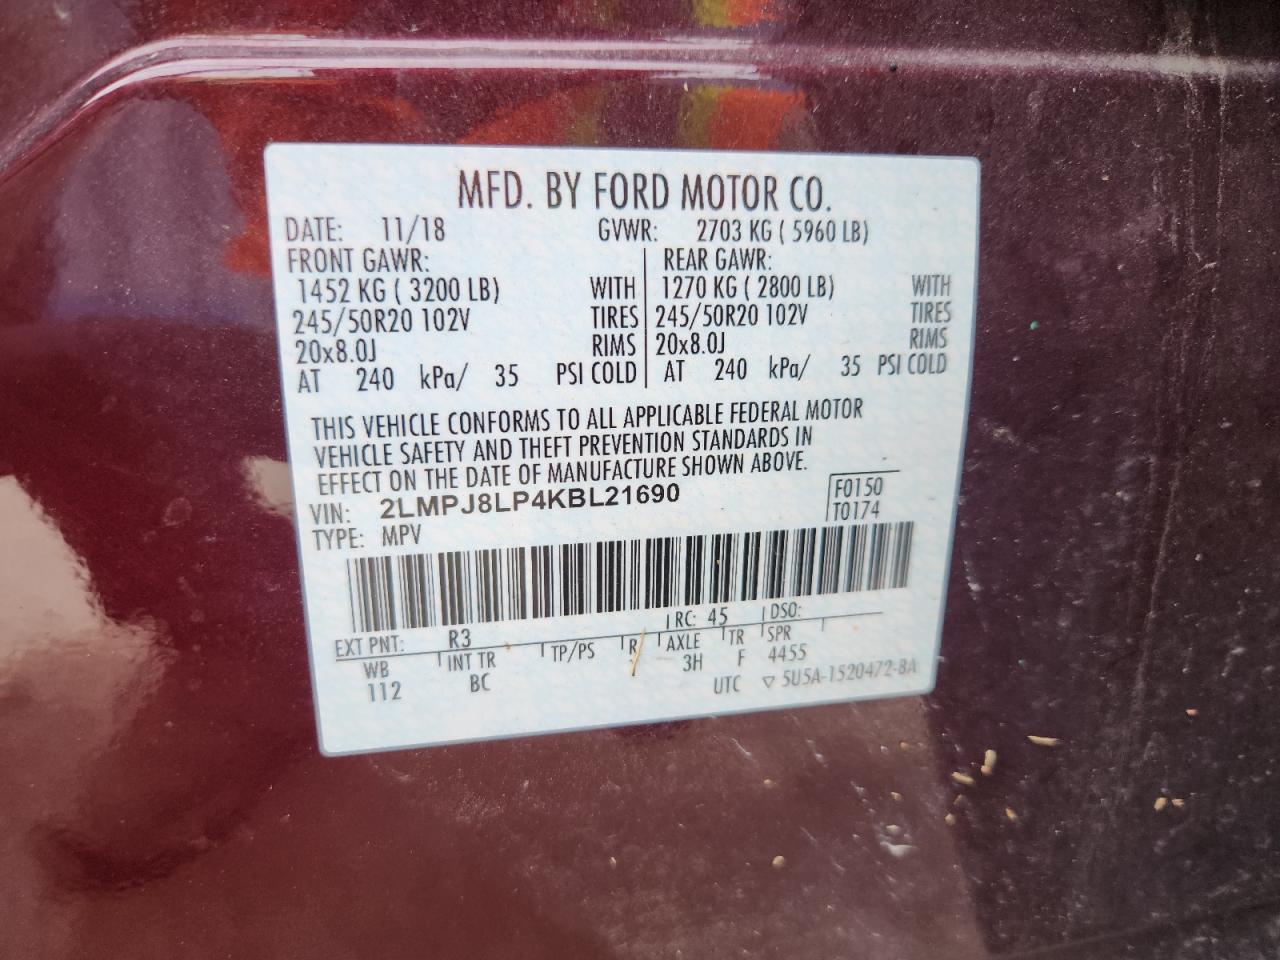 MFD. BY FORD MOTOR CO.
DATE: 11/18 GVWR: 2703 KG ( 5960 LB)
FRONT GAWR: REAR GAWR:
1452 KG ( 3200 LB) WITH 1270 KG ( 2800 LB) WITH
245/50R20 102V TIRES 245/50R20 102V TIRES
20x8.0J RIMS 20x8.0J RIMS
AT 240 kPa/ 35 PSI COLD AT 240 kPa/ 35 PSI COLD
THIS VEHICLE CONFORMS TO ALL APPLICABLE FEDERAL MOTOR
VEHICLE SAFETY AND THEFT PREVENTION STANDARDS IN
EFFECT ON THE DATE OF MANUFACTURE SHOWN ABOVE.
VIN: 2LMPJ8LP4KBL21690 F0150
TYPE: MPV T0174
EXT PNT: R3 RC: 45 DSO:
WB INT TR TP/PS R AXLE TR SPR
112 BC 3H F 4455
UTC ▽ 5U5A-1520472-BA